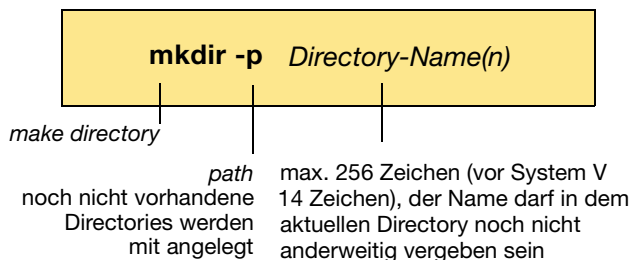 mkdir -p Directory-Name(n)
make directory
path
noch nicht vorhandene
Directories werden
mit angelegt
max. 256 Zeichen (vor System V
14 Zeichen), der Name darf in dem
aktuellen Directory noch nicht
anderweitig vergeben sein